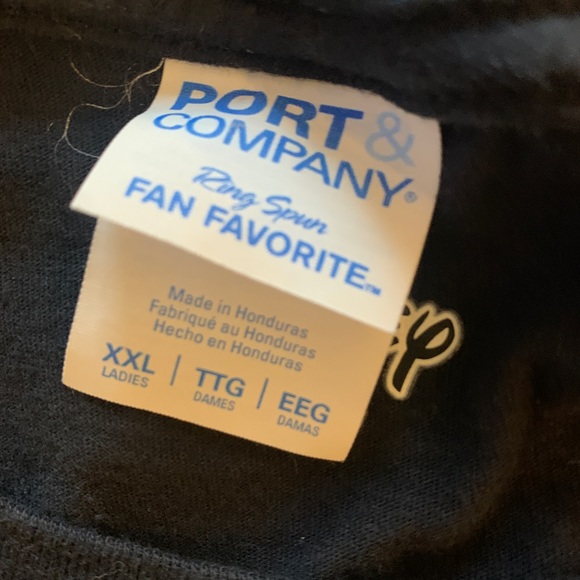 PORT &
COMPANY®
Ring Spun
FAN FAVORITE™
Made in Honduras
Fabriqué au Honduras
Hecho en Honduras
XXL | TTG | EEG
LADIES DAMES DAMAS